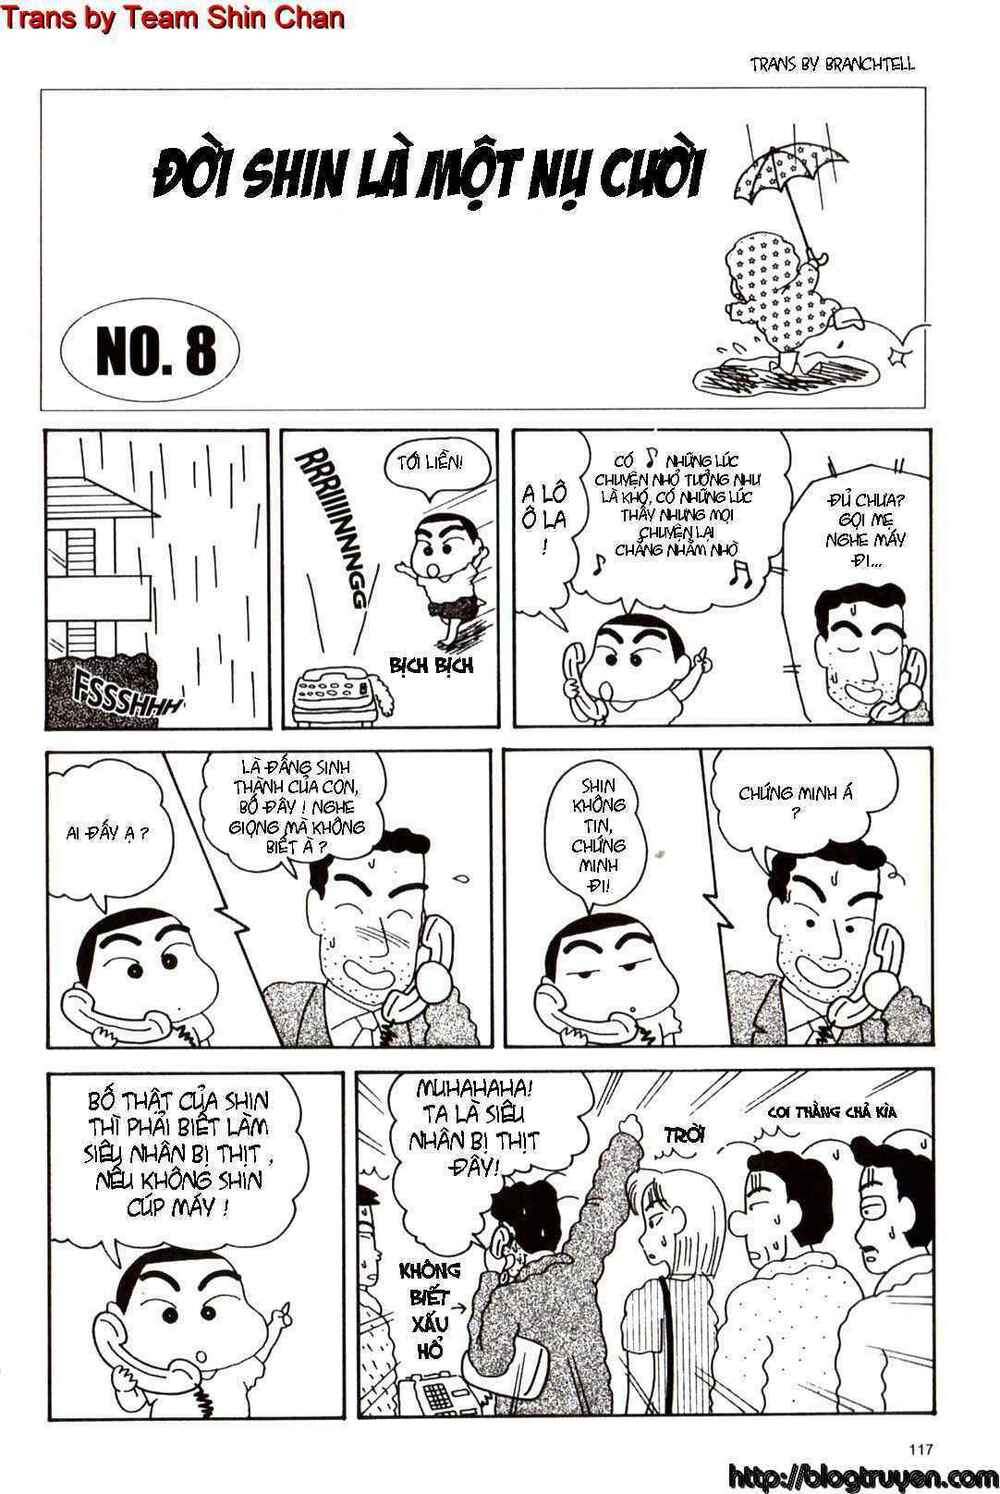 Trans by Team Shin Chan
TRANS BY BRANCHTELL
ĐỜI SHIN LÀ MỘT NỤ CƯỜI
NO. 8
FSSSHHH
RRRIIIINNNGG
TỚI LIỀN!
BỊCH BỊCH
A LÔ
Ô LA
!
CÓ ♪ NHỮNG LÚC
CHUYỆN NHỎ TƯỞNG NHƯ
LÀ KHÓ, CÓ NHỮNG LÚC
THẤY NHƯNG MỌI
CHUYỆN LẠI
CHẲNG NHẰM NHÒ
ĐỦ CHƯA?
GỌI MẸ
NGHE MÁY
ĐI...
AI ĐẤY Ạ ?
LÀ ĐẤNG SINH
THÀNH CỦA CON,
BỐ ĐÂY ! NGHE
GIỌNG MÀ KHÔNG
BIẾT À ?
SHIN
KHÔNG
TIN,
CHỨNG
MINH
ĐI!
CHỨNG MINH Á
?
BỐ THẬT CỦA SHIN
THÌ PHẢI BIẾT LÀM
SIÊU NHÂN BỊ THỊT ,
NẾU KHÔNG SHIN
CÚP MÁY !
MUHAHAHA!
TA LÀ SIÊU
NHÂN BỊ THỊT
ĐÂY!
KHÔNG
BIẾT
XẤU
HỔ
TRỜI
COI THẰNG CHẢ KÌA
117
http://blogtruyen.com